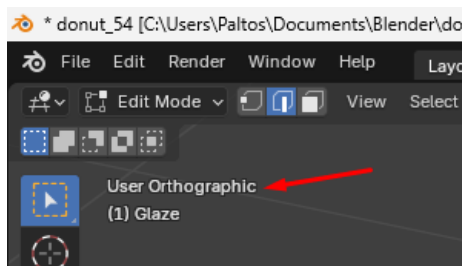 * donut_54 [C:\Users\Paltos\Documents\Blender\do
File Edit Render Window Help Layo
Edit Mode View Select
User Orthographic
(1) Glaze